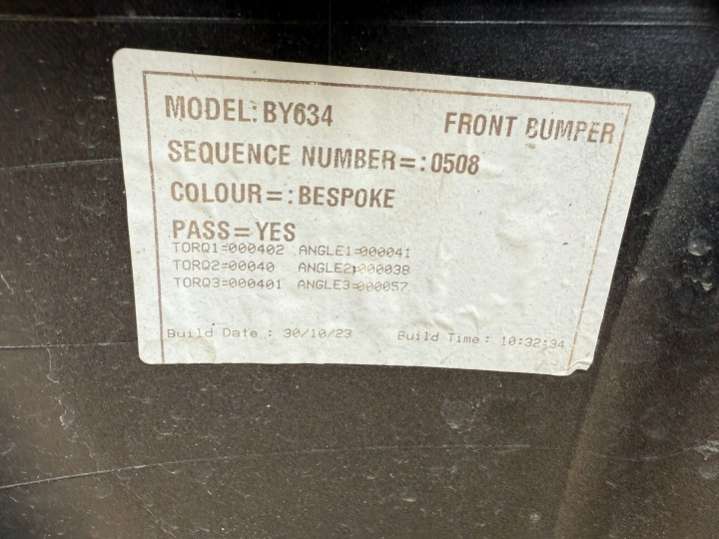 MODEL: BY634 FRONT BUMPER
SEQUENCE NUMBER=:0508
COLOUR=:BESPOKE
PASS=YES
TORQ1=000402 ANGLE1=000041
TORQ2=00040 ANGLE2=000038
TORQ3=000401 ANGLE3=000057
Build Date : 30/10/23 Build Time : 10:32:34